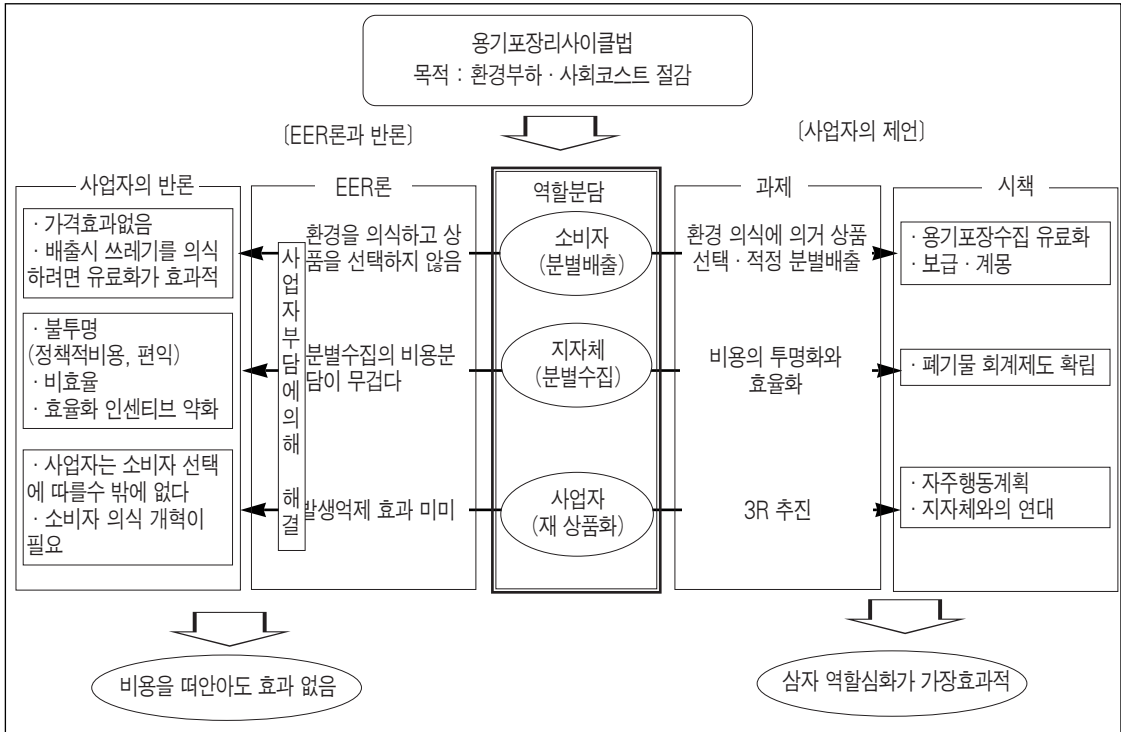 용기포장리사이클법
목적 : 환경부하 · 사회코스트 절감
〔EER론과 반론〕
〔사업자의 제언〕
사업자의 반론
· 가격효과없음
· 배출시 쓰레기를 의식
하려면 유료화가 효과적
· 불투명
(정책적비용, 편익)
· 비효율
· 효율화 인센티브 약화
· 사업자는 소비자 선택
에 따를수 밖에 없다
· 소비자 의식 개혁이
필요
EER론
사업자부담에의해 해결
환경을 의식하고 상
품을 선택하지 않음
분별수집의 비용분
담이 무겁다
발생억제 효과 미미
역할분담
소비자
(분별배출)
지자체
(분별수집)
사업자
(재 상품화)
과제
환경 의식에 의거 상품
선택 · 적정 분별배출
비용의 투명화와
효율화
3R 추진
시책
· 용기포장수집 유료화
· 보급 · 계몽
· 폐기물 회계제도 확립
· 자주행동계획
· 지자체와의 연대
비용을 떠안아도 효과 없음
삼자 역할심화가 가장효과적